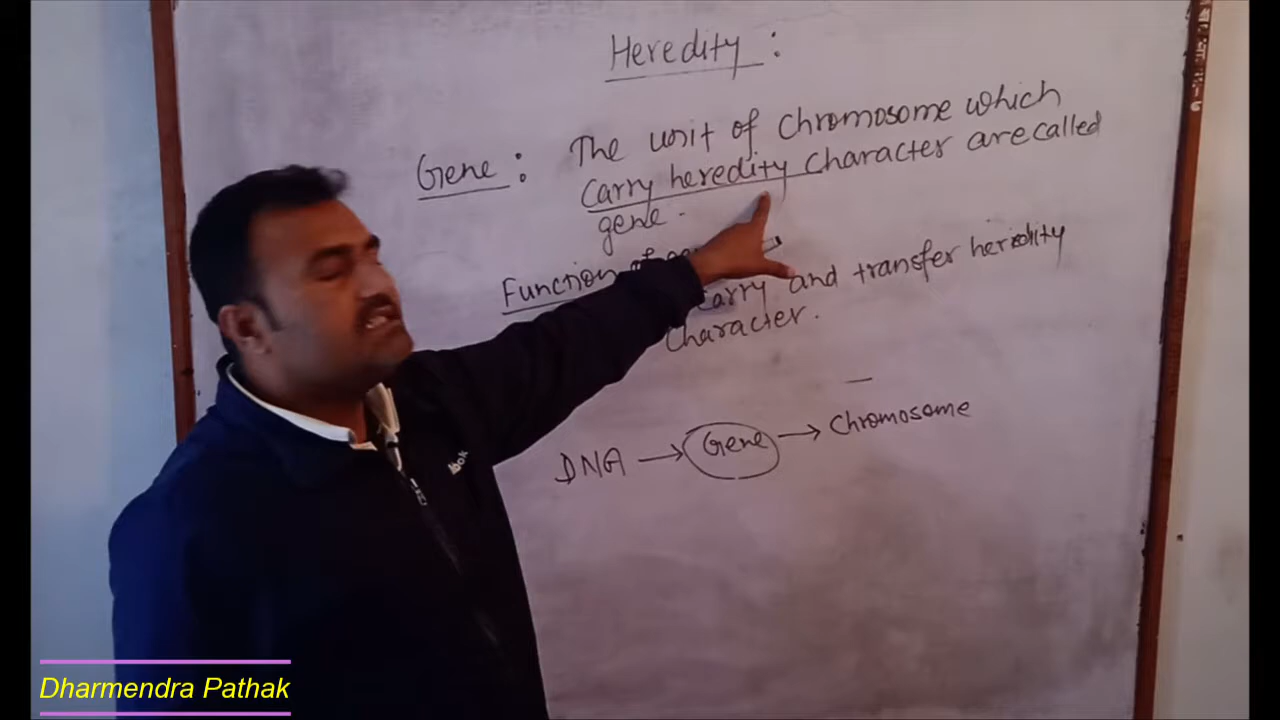 Heredity :
Gene : The unit of chromosome which
carry heredity character are called
gene.
Function of
carry and transfer heredity
character.
DNA → Gene → Chromosome
Dharmendra Pathak